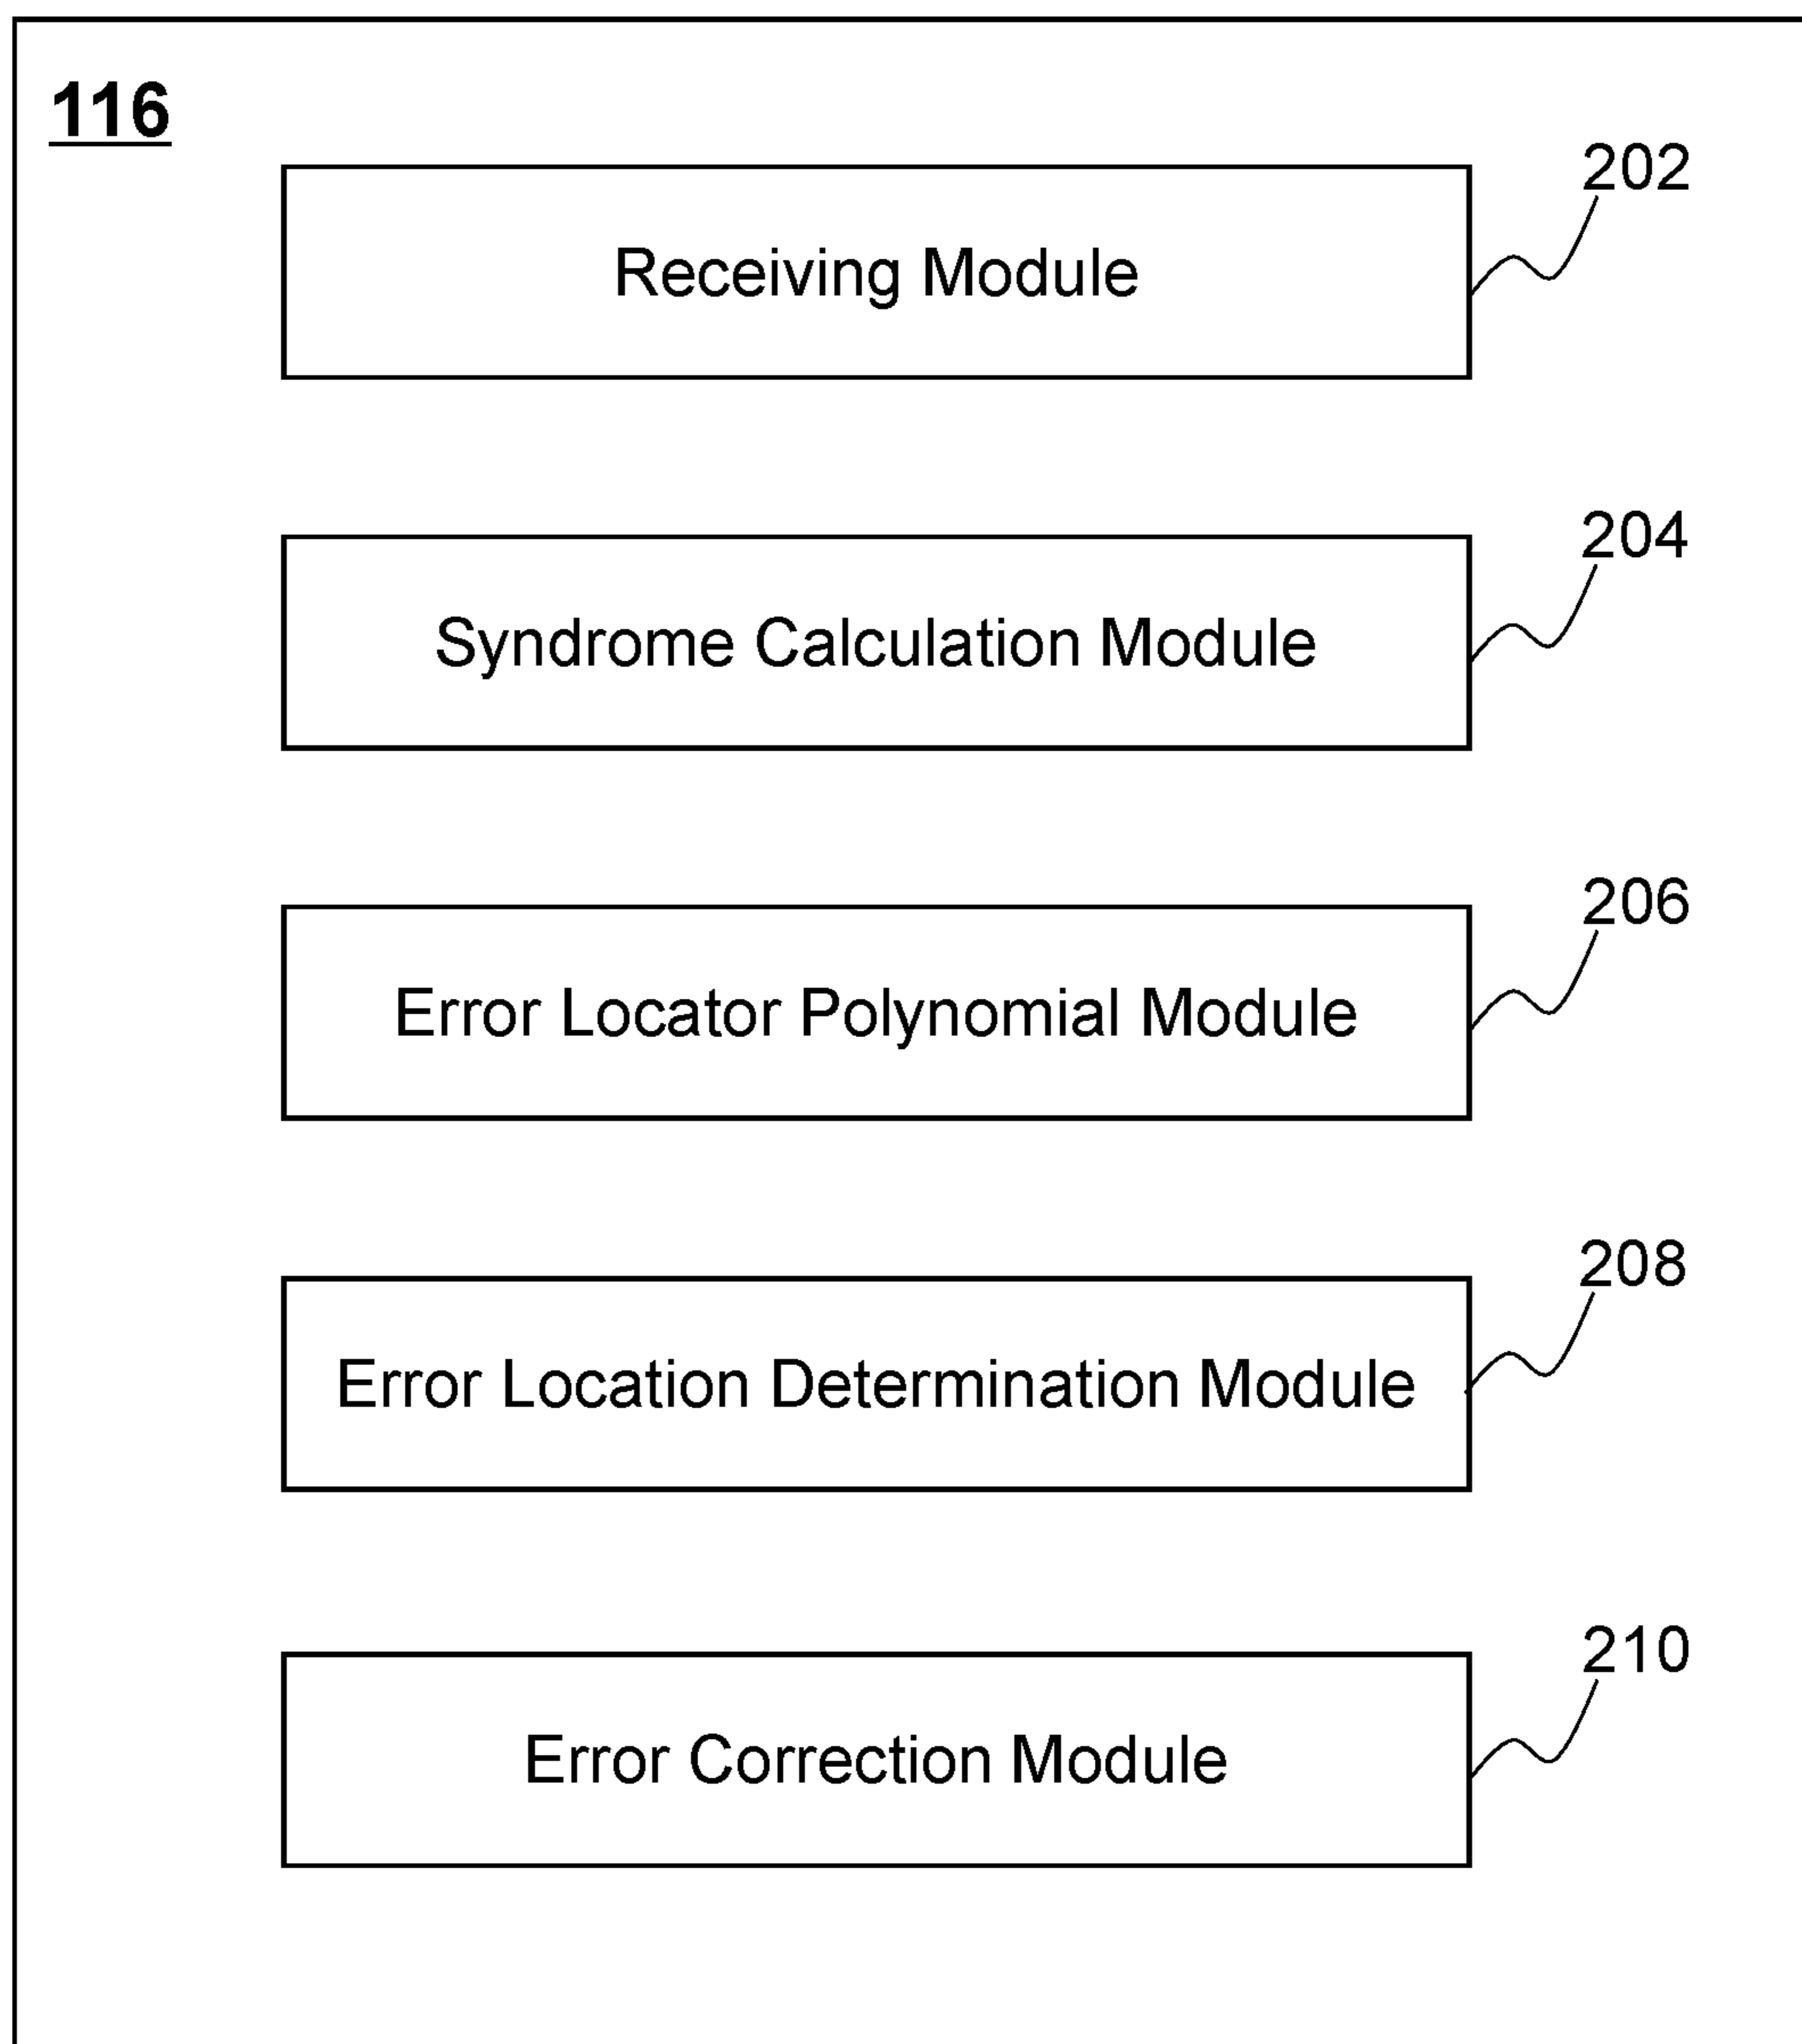 116
202
Receiving Module
204
Syndrome Calculation Module
206
Error Locator Polynomial Module
208
Error Location Determination Module
210
Error Correction Module